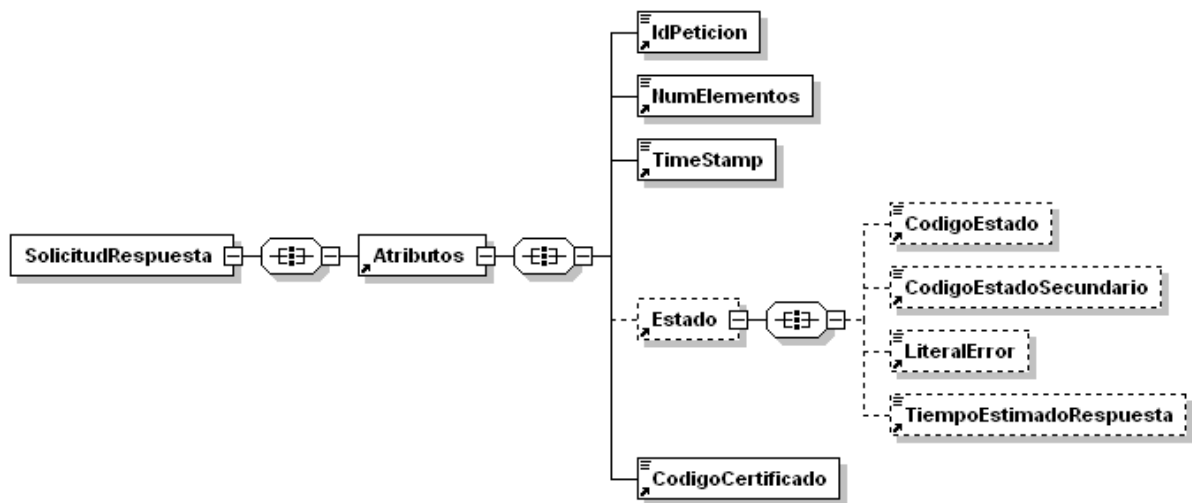 IdPeticion
NumElementos
TimeStamp
SolicitudRespuesta
Atributos
Estado
CodigoEstado
CodigoEstadoSecundario
LiteralError
TiempoEstimadoRespuesta
CodigoCertificado